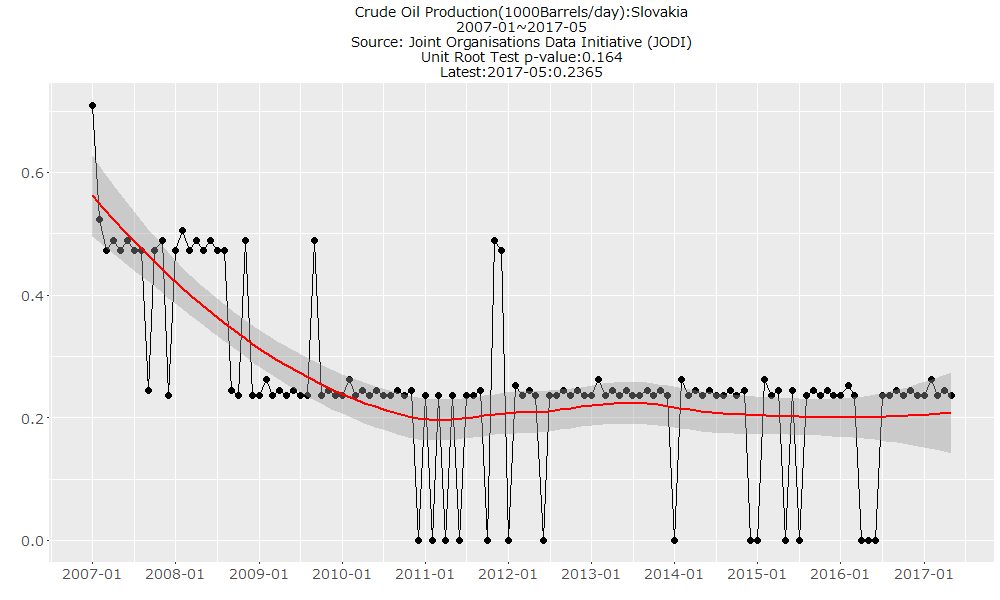 Crude Oil Production(1000Barrels/day):Slovakia
2007-01~2017-05
Source: Joint Organisations Data Initiative (JODI)
Unit Root Test p-value:0.164
Latest:2017-05:0.2365
0.6
0.4
0.2
0.0
2007-01 2008-01 2009-01 2010-01 2011-01 2012-01 2013-01 2014-01 2015-01 2016-01 2017-01